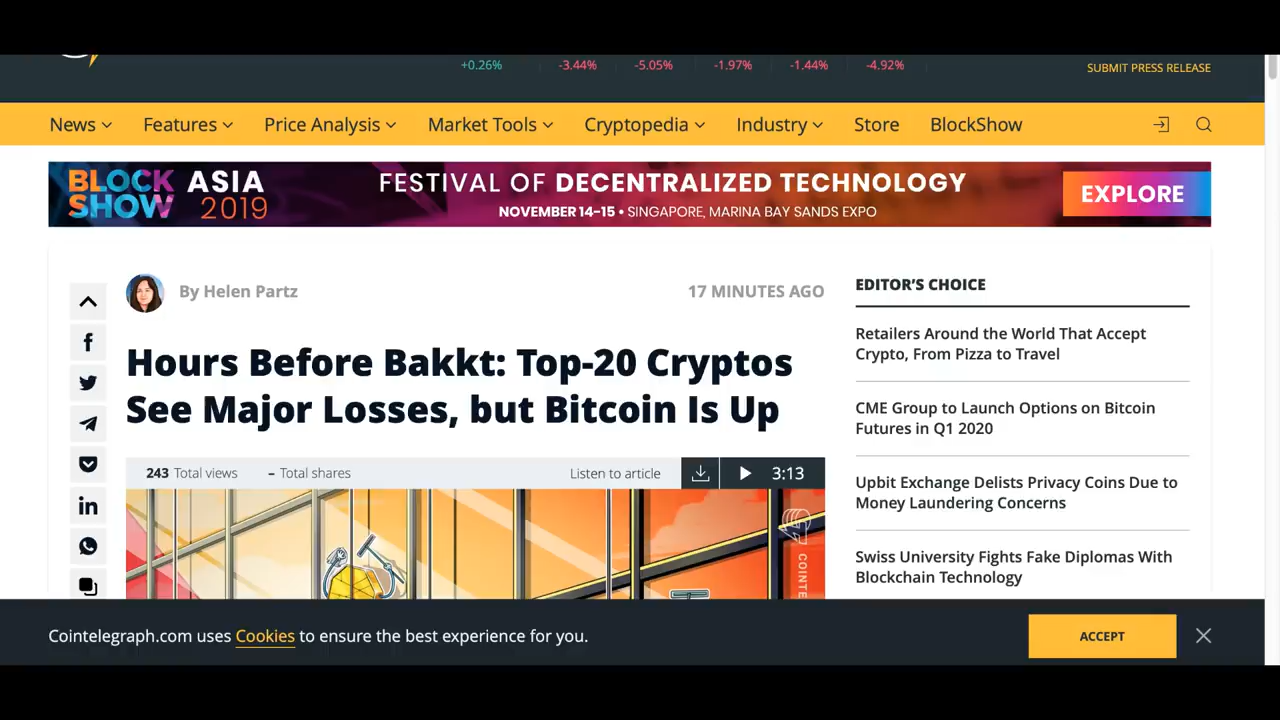 +0.26% -3.44% -5.05% -1.97% -1.44% -4.92%
SUBMIT PRESS RELEASE
News Features Price Analysis Market Tools Cryptopedia Industry Store BlockShow
BLOCK SHOW ASIA 2019
FESTIVAL OF DECENTRALIZED TECHNOLOGY
NOVEMBER 14-15 • SINGAPORE, MARINA BAY SANDS EXPO
EXPLORE
By Helen Partz
17 MINUTES AGO
Hours Before Bakkt: Top-20 Cryptos
See Major Losses, but Bitcoin Is Up
243 Total views – Total shares
Listen to article 3:13
EDITOR'S CHOICE
Retailers Around the World That Accept
Crypto, From Pizza to Travel
CME Group to Launch Options on Bitcoin
Futures in Q1 2020
Upbit Exchange Delists Privacy Coins Due to
Money Laundering Concerns
Swiss University Fights Fake Diplomas With
Blockchain Technology
Cointelegraph.com uses Cookies to ensure the best experience for you.
ACCEPT